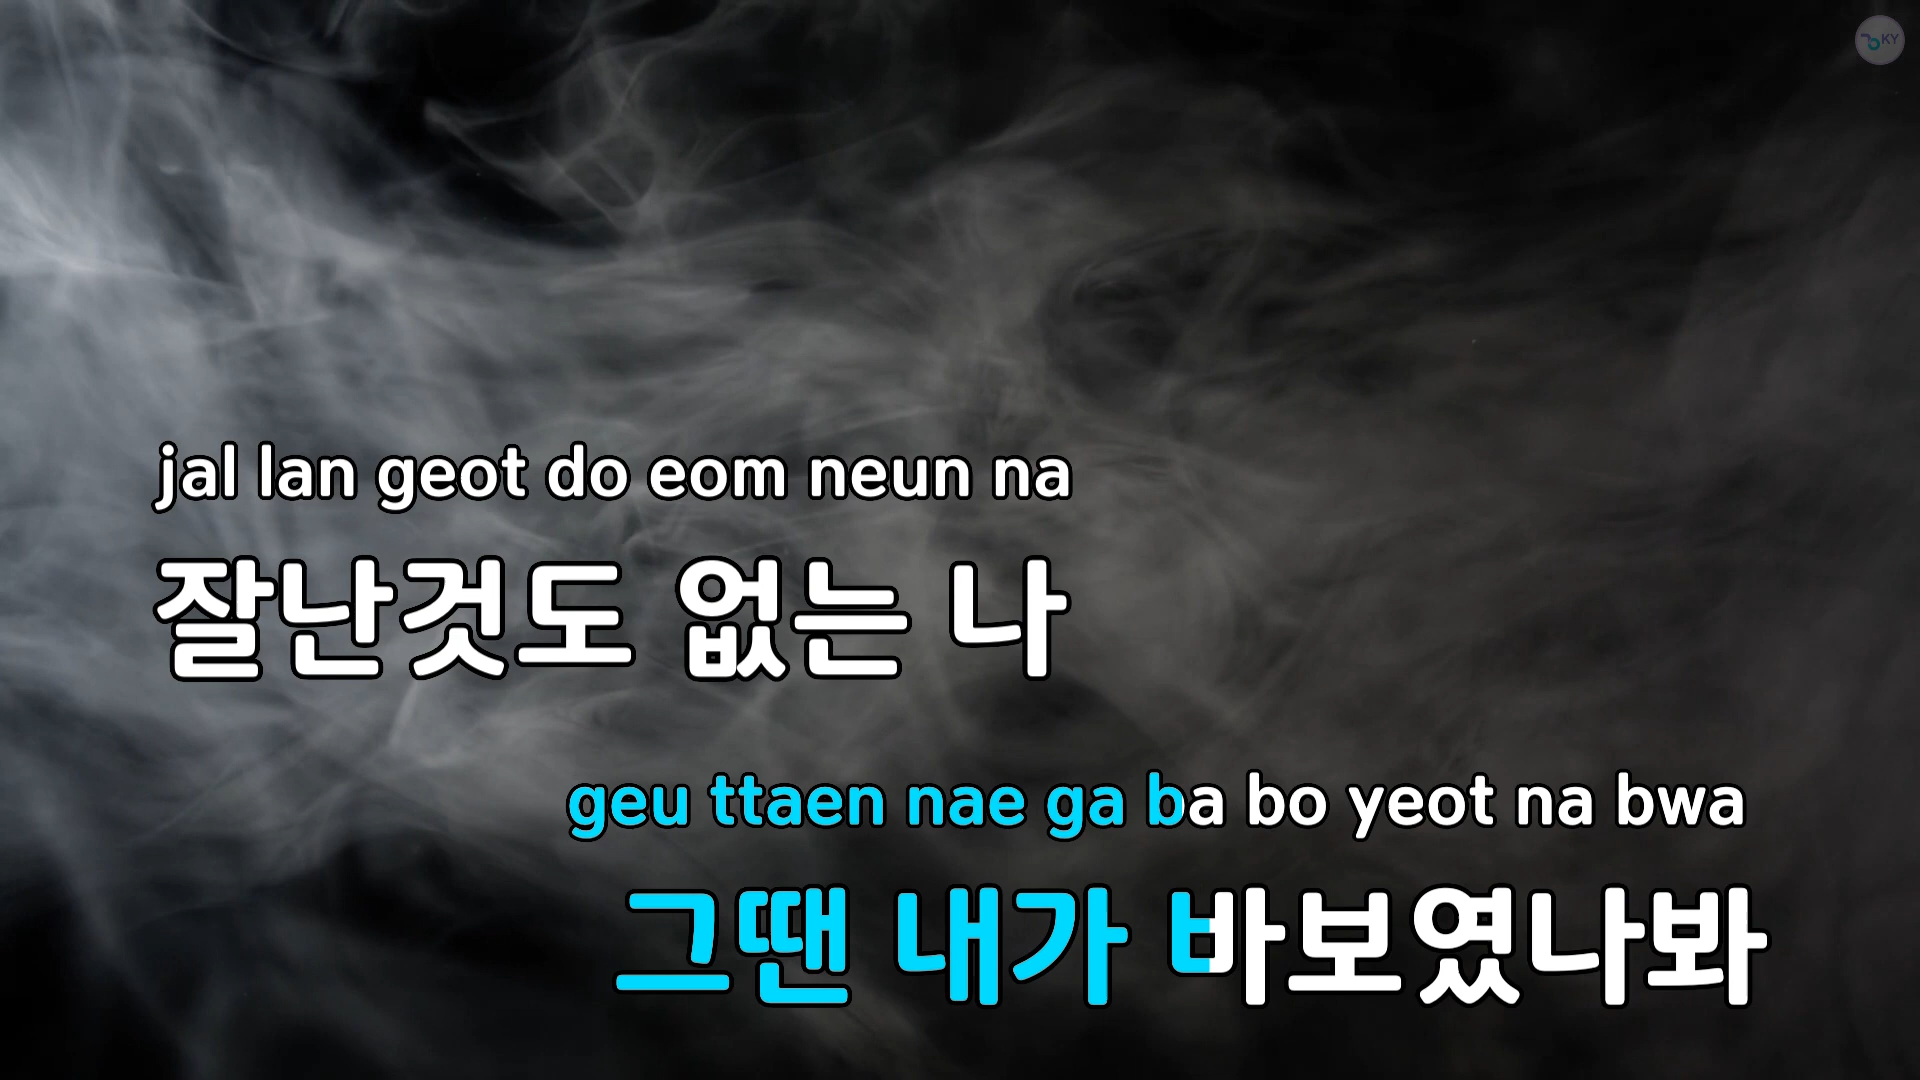 KY
jal lan geot do eom neun na
잘난것도 없는 나
geu ttaen nae ga ba bo yeot na bwa
그땐 내가 바보였나봐